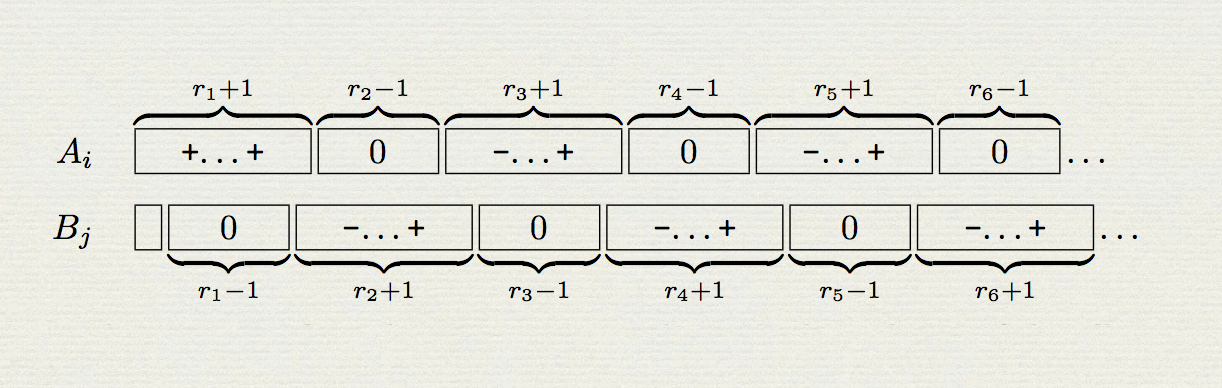 r₁+1 r₂−1 r₃+1 r₄−1 r₅+1 r₆−1
Aᵢ +...+ 0 −...+ 0 −...+ 0 ...
Bⱼ 0 −...+ 0 −...+ 0 −...+ ...
r₁−1 r₂+1 r₃−1 r₄+1 r₅−1 r₆+1